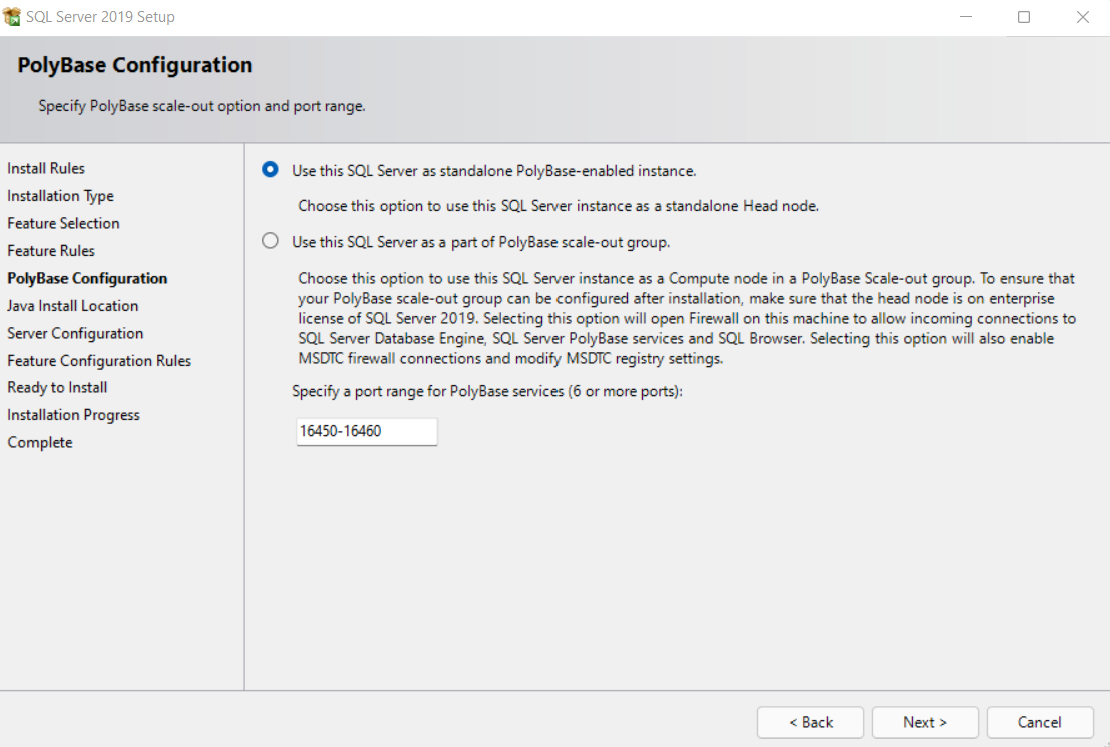 SQL Server 2019 Setup
PolyBase Configuration
Specify PolyBase scale-out option and port range.
Install Rules
Installation Type
Feature Selection
Feature Rules
PolyBase Configuration
Java Install Location
Server Configuration
Feature Configuration Rules
Ready to Install
Installation Progress
Complete
Use this SQL Server as standalone PolyBase-enabled instance.
Choose this option to use this SQL Server instance as a standalone Head node.
Use this SQL Server as a part of PolyBase scale-out group.
Choose this option to use this SQL Server instance as a Compute node in a PolyBase Scale-out group. To ensure that
your PolyBase scale-out group can be configured after installation, make sure that the head node is on enterprise
license of SQL Server 2019. Selecting this option will open Firewall on this machine to allow incoming connections to
SQL Server Database Engine, SQL Server PolyBase services and SQL Browser. Selecting this option will also enable
MSDTC firewall connections and modify MSDTC registry settings.
Specify a port range for PolyBase services (6 or more ports):
16450-16460
< Back
Next >
Cancel